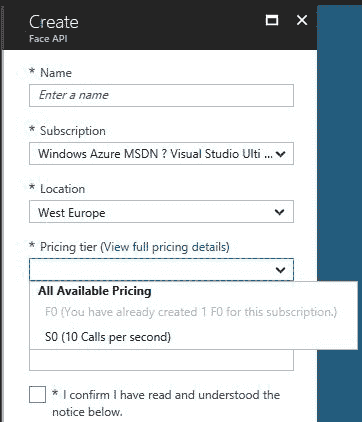 Create
Face API
* Name
Enter a name
* Subscription
Windows Azure MSDN ? Visual Studio Ulti ...
* Location
West Europe
* Pricing tier (View full pricing details)
All Available Pricing
F0 (You have already created 1 F0 for this subscription.)
S0 (10 Calls per second)
* I confirm I have read and understood the
notice below.